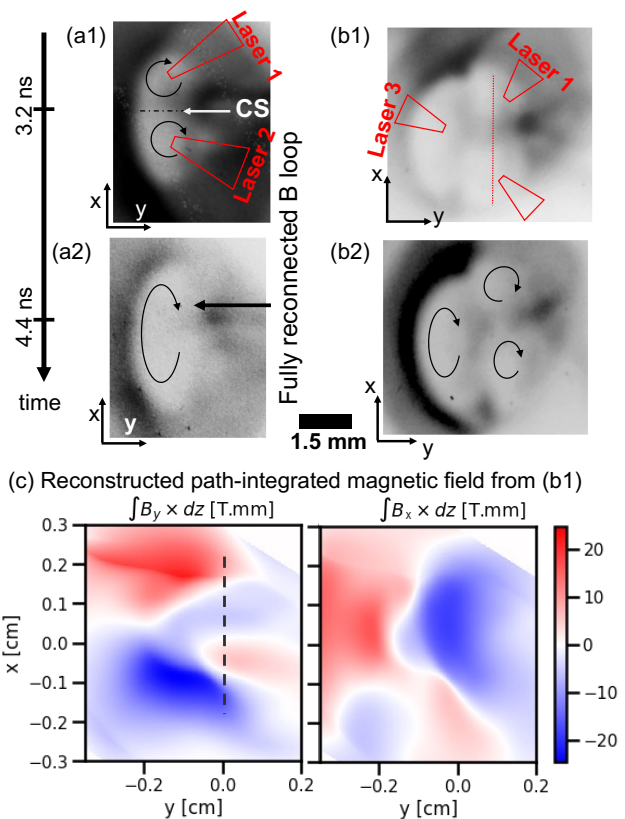 (a1)
Laser 1
CS
Laser 2
x
y
(b1)
Laser 1
Laser 3
x
y
3.2 ns
(a2)
Fully reconnected B loop
x
y
(b2)
x
y
4.4 ns
time
1.5 mm
(c) Reconstructed path-integrated magnetic field from (b1)
∫B_y × dz [T.mm]
∫B_x × dz [T.mm]
0.3
0.2
0.1
0.0
−0.1
−0.2
−0.3
x [cm]
−0.2
0.0
0.2
y [cm]
−0.2
0.0
0.2
y [cm]
20
10
0
−10
−20